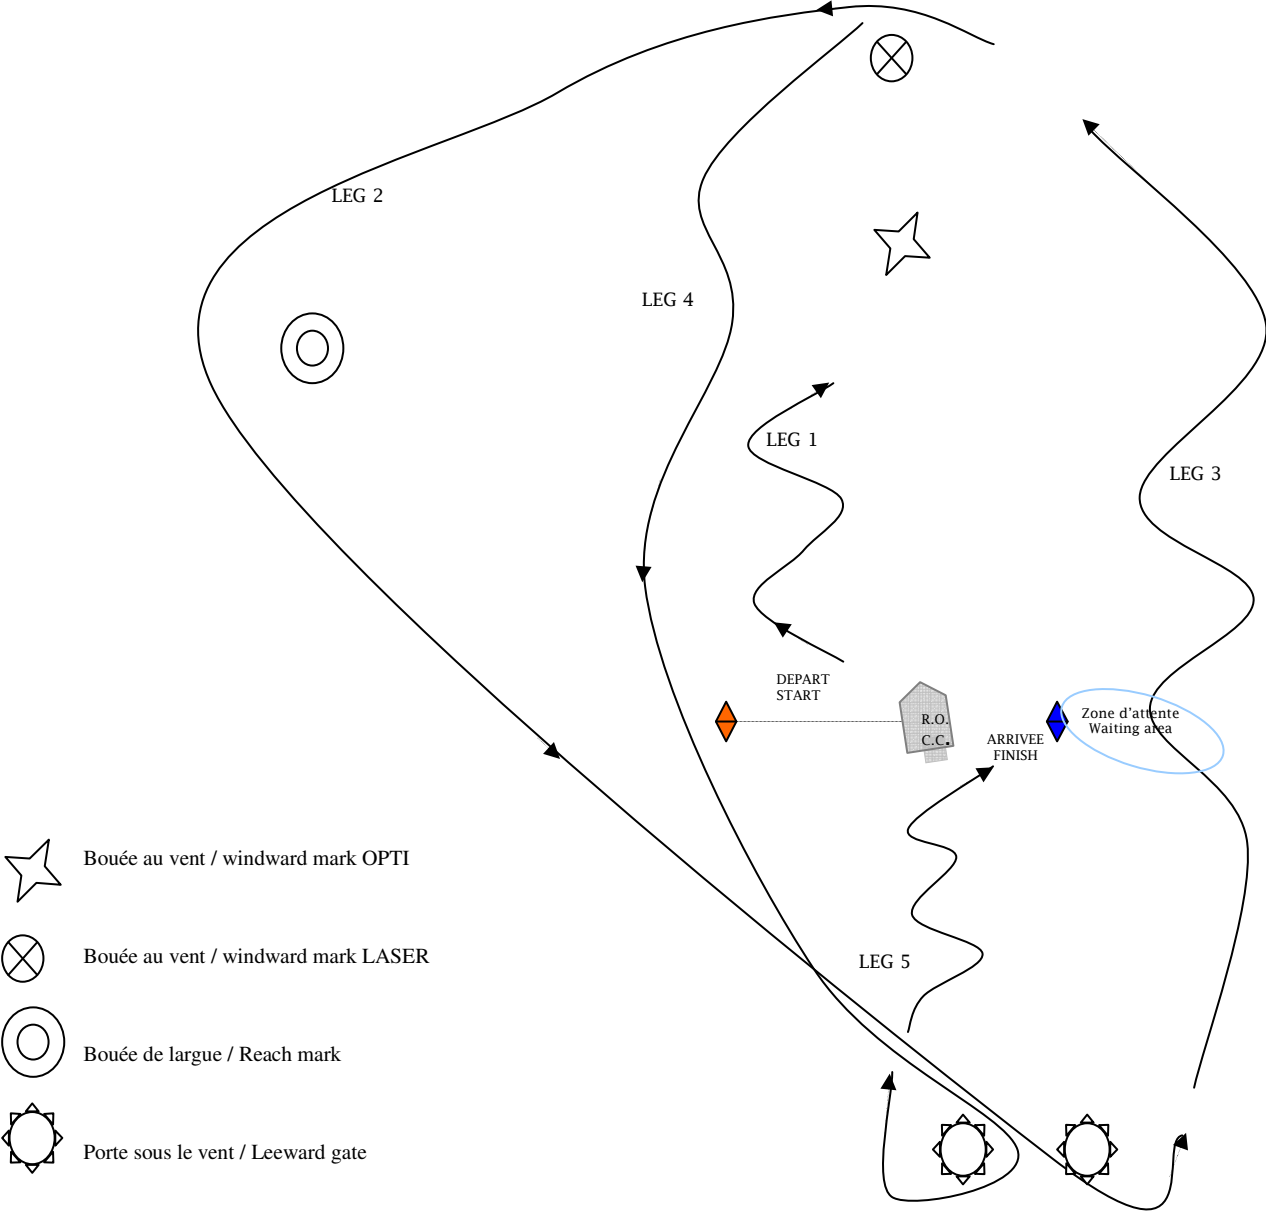 LEG 2
LEG 4
LEG 1
LEG 3
DEPART
START
R.O.
C.C.
ARRIVEE
FINISH
Zone d'attente
Waiting area
LEG 5
Bouée au vent / windward mark OPTI
Bouée au vent / windward mark LASER
Bouée de largue / Reach mark
Porte sous le vent / Leeward gate